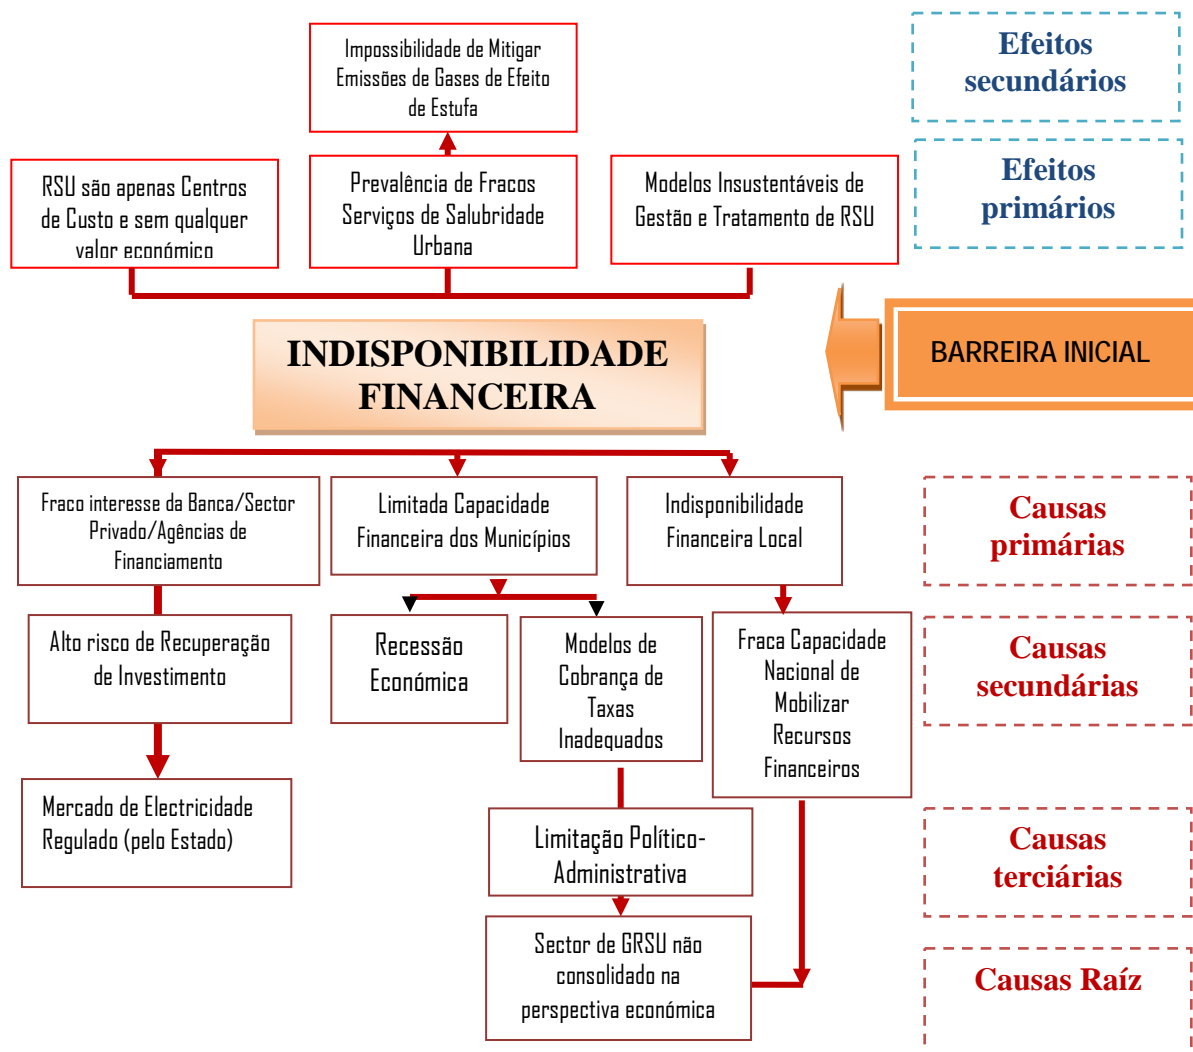 Impossibilidade de Mitigar
Emissões de Gases de Efeito
de Estufa
Efeitos
secundários
RSU são apenas Centros
de Custo e sem qualquer
valor económico
Prevalência de Fracos
Serviços de Salubridade
Urbana
Modelos Insustentáveis de
Gestão e Tratamento de RSU
Efeitos
primários
INDISPONIBILIDADE
FINANCEIRA
BARREIRA INICIAL
Fraco interesse da Banca/Sector
Privado/Agências de
Financiamento
Limitada Capacidade
Financeira dos Municípios
Indisponibilidade
Financeira Local
Causas
primárias
Alto risco de Recuperação
de Investimento
Recessão
Económica
Modelos de
Cobrança de
Taxas
Inadequados
Fraca Capacidade
Nacional de
Mobilizar
Recursos
Financeiros
Causas
secundárias
Mercado de Electricidade
Regulado (pelo Estado)
Limitação Político-
Administrativa
Causas
terciárias
Sector de GRSU não
consolidado na
perspectiva económica
Causas Raíz